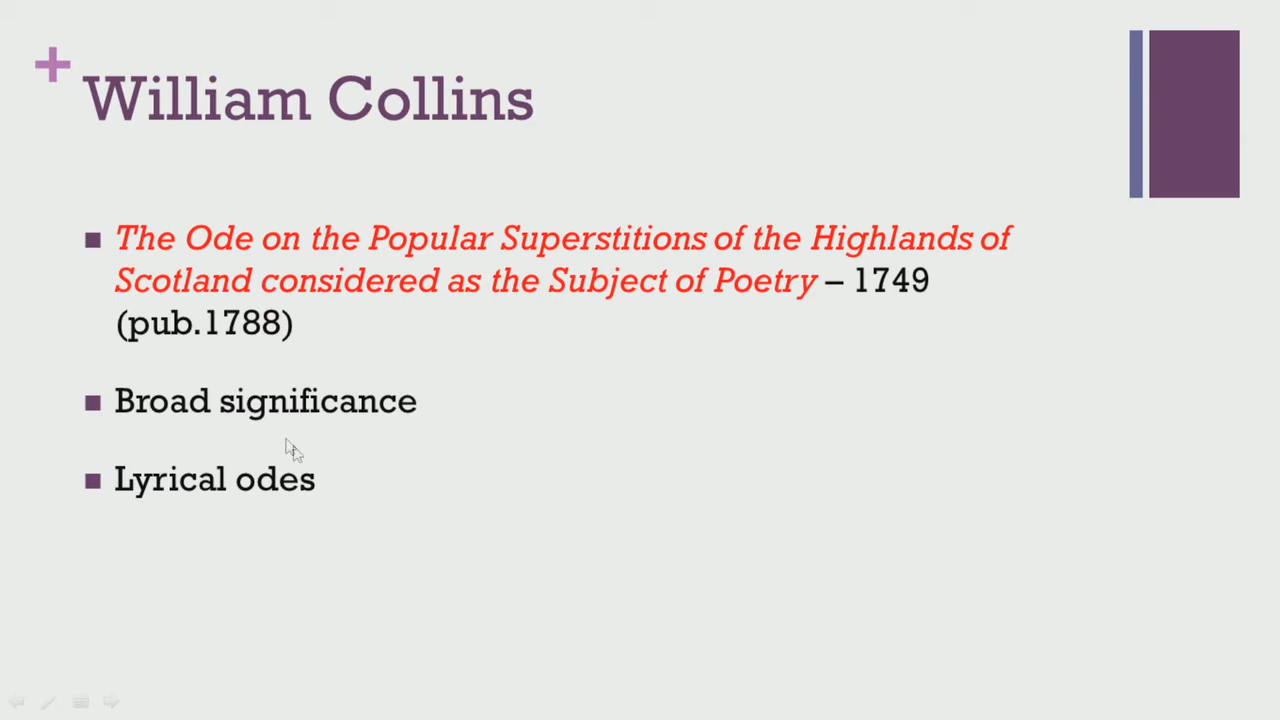 William Collins
The Ode on the Popular Superstitions of the Highlands of
Scotland considered as the Subject of Poetry – 1749
(pub.1788)
Broad significance
Lyrical odes